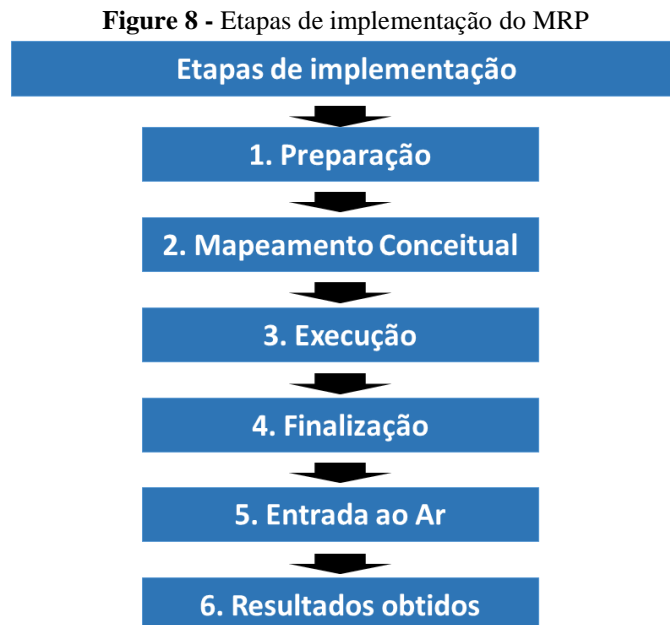 Figure 8 - Etapas de implementação do MRP
Etapas de implementação
1. Preparação
2. Mapeamento Conceitual
3. Execução
4. Finalização
5. Entrada ao Ar
6. Resultados obtidos